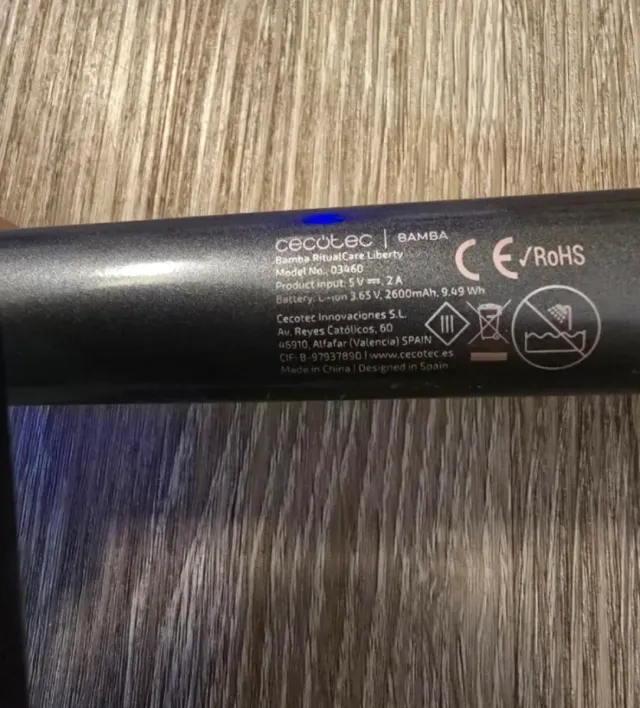 cecotec | BAMBA
Bamba RitualCare Liberty
Model No.: 03460
Product input: 5 V ⎓ 2 A
Battery: Li-ion 3.65 V, 2600mAh, 9.49 Wh
CE ✓RoHS
Cecotec Innovaciones S.L.
Av. Reyes Católicos, 60
46910, Alfafar (Valencia) SPAIN
CIF: B-97937890 | www.cecotec.es
Made in China | Designed in Spain
III